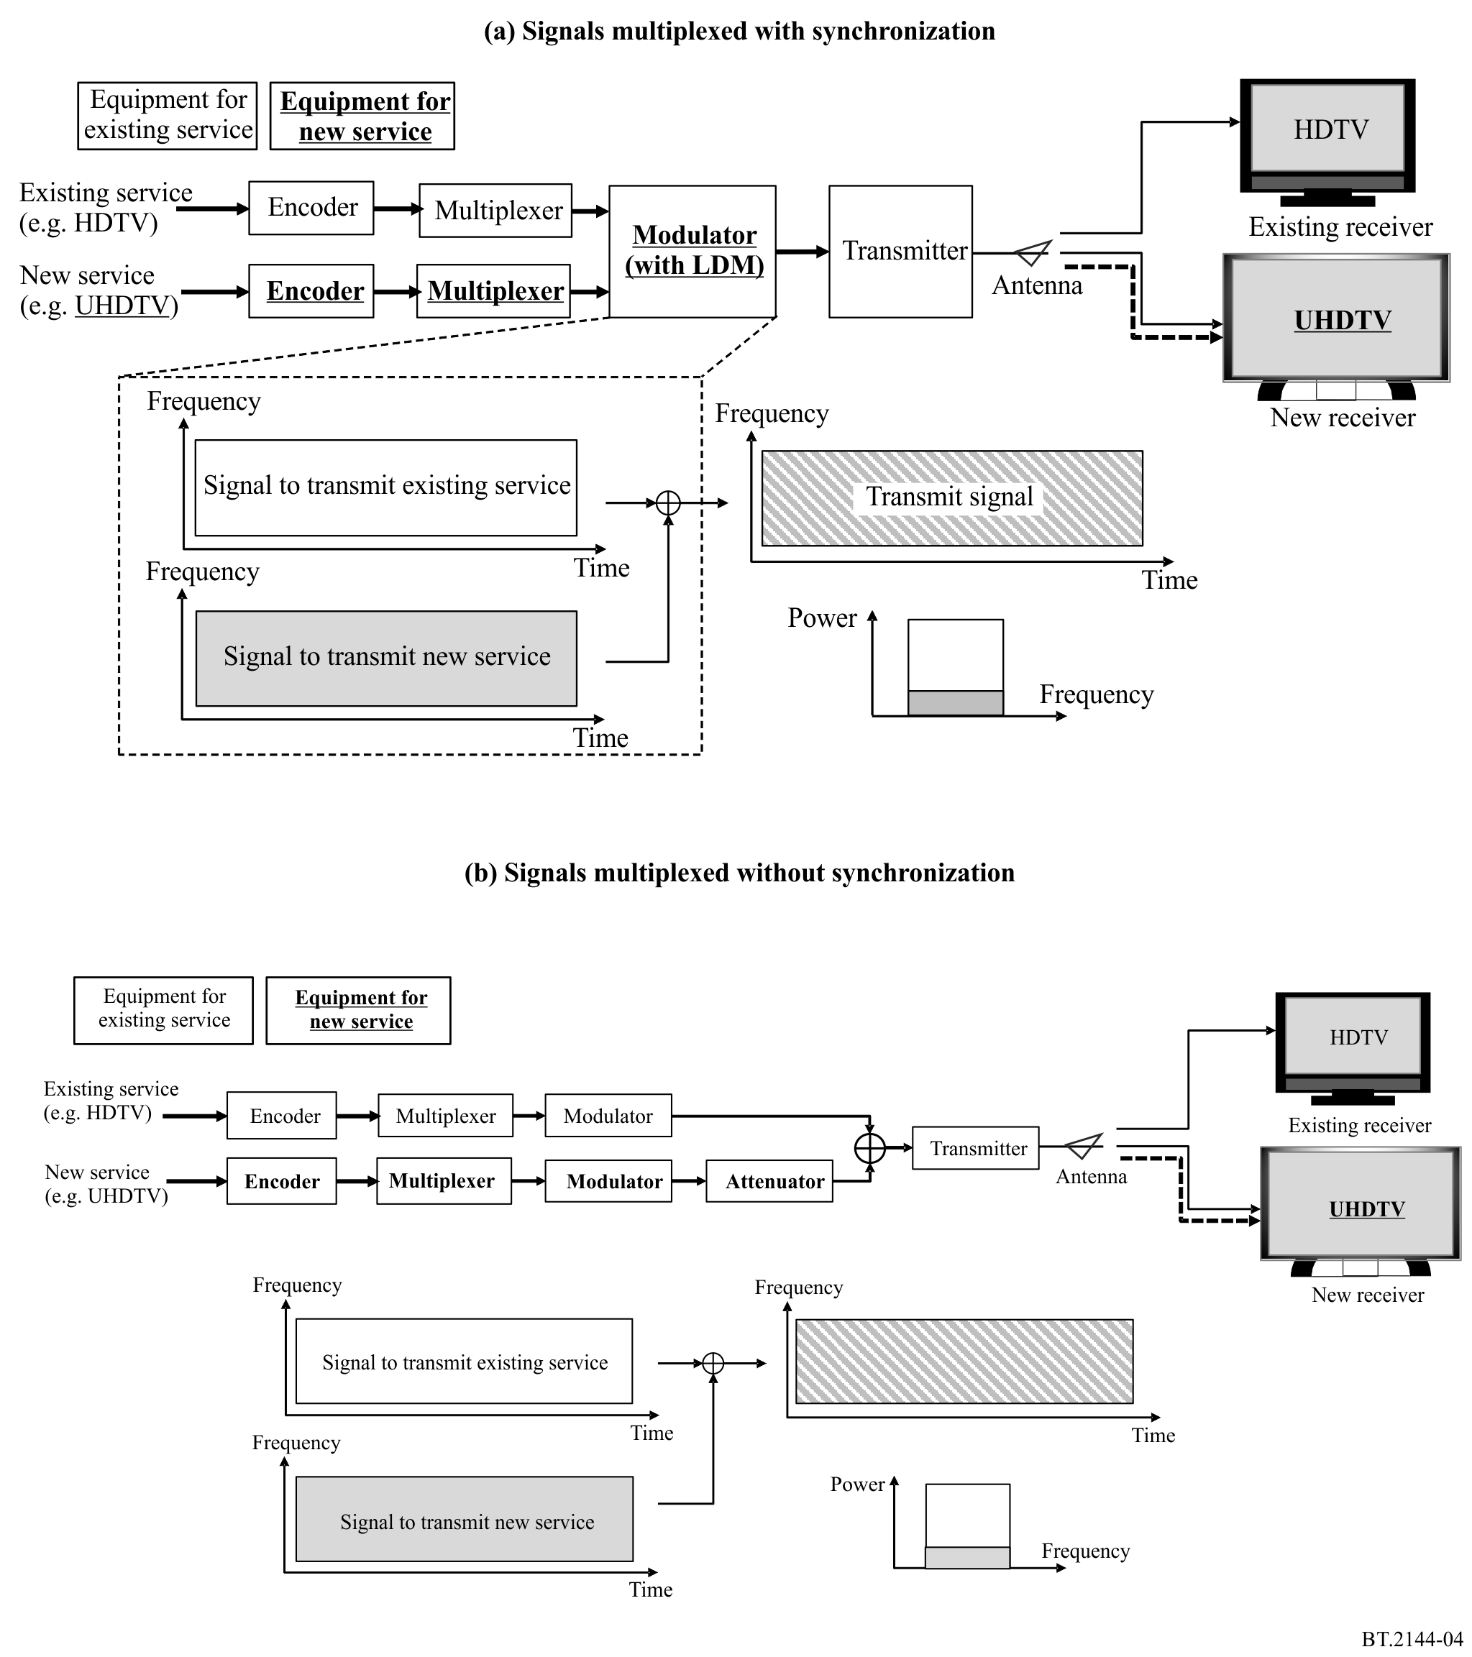 (a) Signals multiplexed with synchronization
Equipment for
existing service
Equipment for
new service
HDTV
Existing receiver
Existing service
(e.g. HDTV)
Encoder
Multiplexer
Modulator
(with LDM)
Transmitter
Antenna
New service
(e.g. UHDTV)
Encoder
Multiplexer
UHDTV
New receiver
Frequency
Signal to transmit existing service
Time
Frequency
Transmit signal
Time
Frequency
Signal to transmit new service
Time
Power
Frequency
(b) Signals multiplexed without synchronization
Equipment for
existing service
Equipment for
new service
HDTV
Existing receiver
Existing service
(e.g. HDTV)
Encoder
Multiplexer
Modulator
Transmitter
Antenna
New service
(e.g. UHDTV)
Encoder
Multiplexer
Modulator
Attenuator
UHDTV
New receiver
Frequency
Signal to transmit existing service
Time
Frequency
Time
Frequency
Signal to transmit new service
Time
Power
Frequency
BT.2144-04